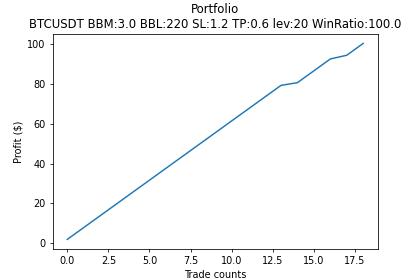 Portfolio
BTCUSDT BBM:3.0 BBL:220 SL:1.2 TP:0.6 lev:20 WinRatio:100.0
100
80
60
40
20
0
Profit ($)
0.0 2.5 5.0 7.5 10.0 12.5 15.0 17.5
Trade counts